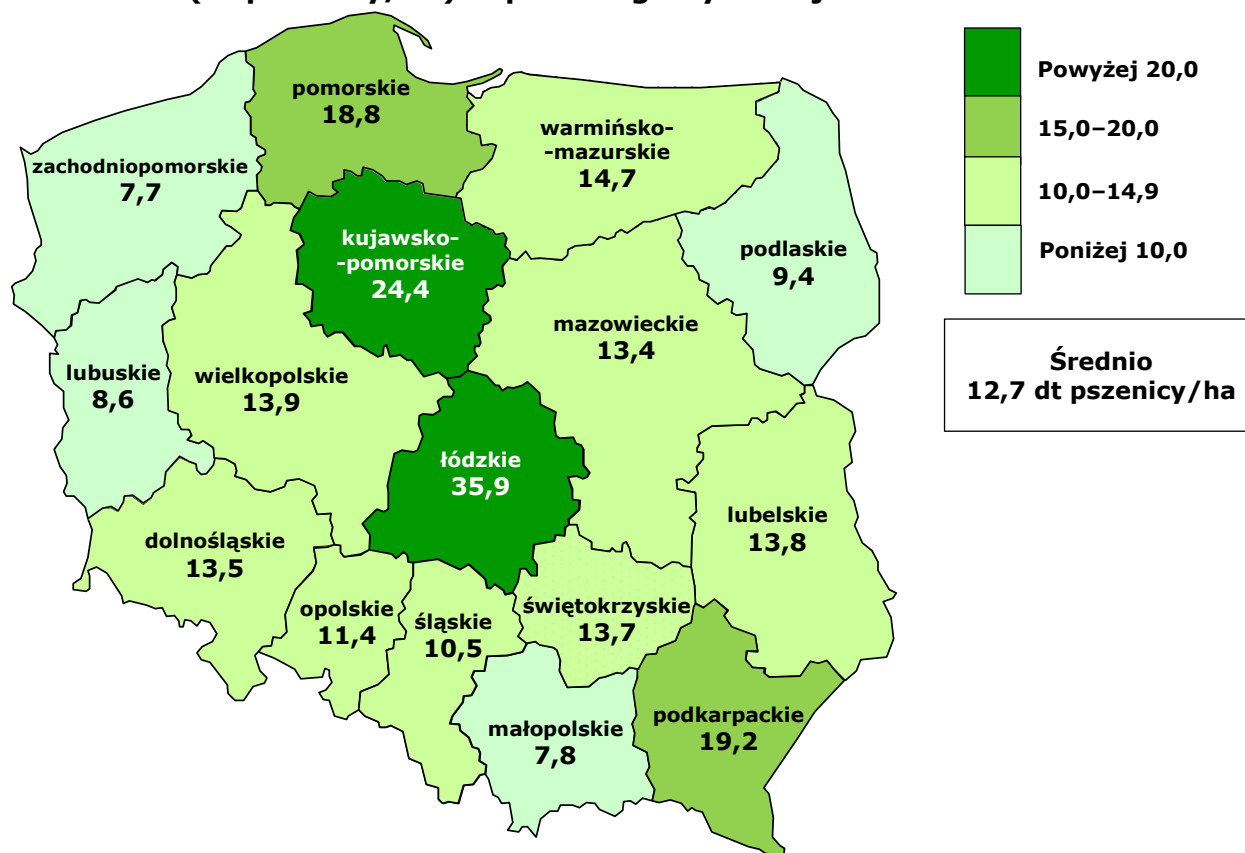 pomorskie
18,8
warmińsko-
-mazurskie
14,7
zachodniopomorskie
7,7
kujawsko-
-pomorskie
24,4
podlaskie
9,4
mazowieckie
13,4
lubuskie
8,6
wielkopolskie
13,9
łódzkie
35,9
lubelskie
13,8
dolnośląskie
13,5
opolskie
11,4
śląskie
10,5
świętokrzyskie
13,7
małopolskie
7,8
podkarpackie
19,2
Powyżej 20,0
15,0–20,0
10,0–14,9
Poniżej 10,0
Średnio
12,7 dt pszenicy/ha